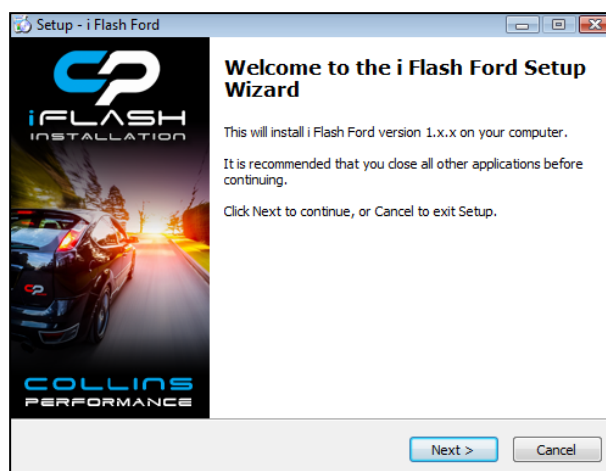 Setup - i Flash Ford
CP
iFLASH
INSTALLATION
COLLINS
PERFORMANCE
Welcome to the i Flash Ford Setup
Wizard
This will install i Flash Ford version 1.x.x on your computer.
It is recommended that you close all other applications before
continuing.
Click Next to continue, or Cancel to exit Setup.
Next >
Cancel